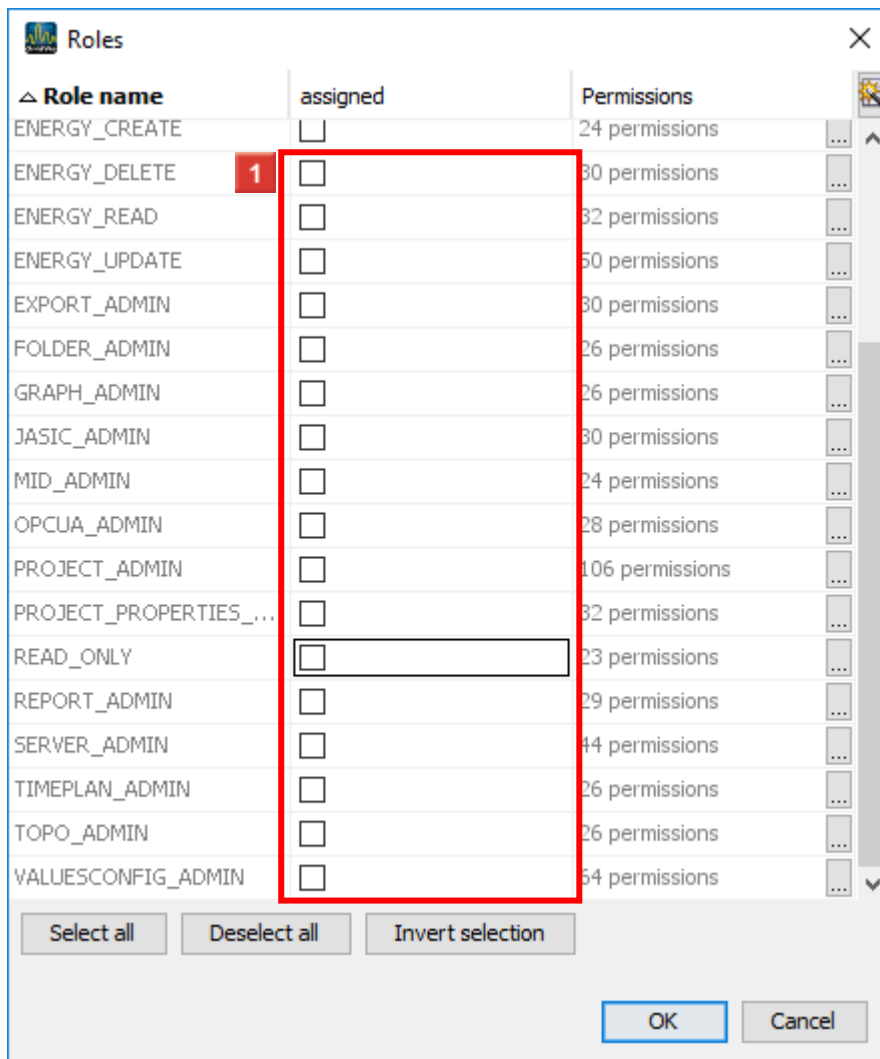 Roles
Role name assigned Permissions
ENERGY_CREATE 24 permissions ...
ENERGY_DELETE 1 30 permissions ...
ENERGY_READ 32 permissions ...
ENERGY_UPDATE 50 permissions ...
EXPORT_ADMIN 30 permissions ...
FOLDER_ADMIN 26 permissions ...
GRAPH_ADMIN 26 permissions ...
JASIC_ADMIN 30 permissions ...
MID_ADMIN 24 permissions ...
OPCUA_ADMIN 28 permissions ...
PROJECT_ADMIN 106 permissions ...
PROJECT_PROPERTIES_... 32 permissions ...
READ_ONLY 23 permissions ...
REPORT_ADMIN 29 permissions ...
SERVER_ADMIN 44 permissions ...
TIMEPLAN_ADMIN 26 permissions ...
TOPO_ADMIN 26 permissions ...
VALUESCONFIG_ADMIN 64 permissions ...
Select all Deselect all Invert selection
OK Cancel